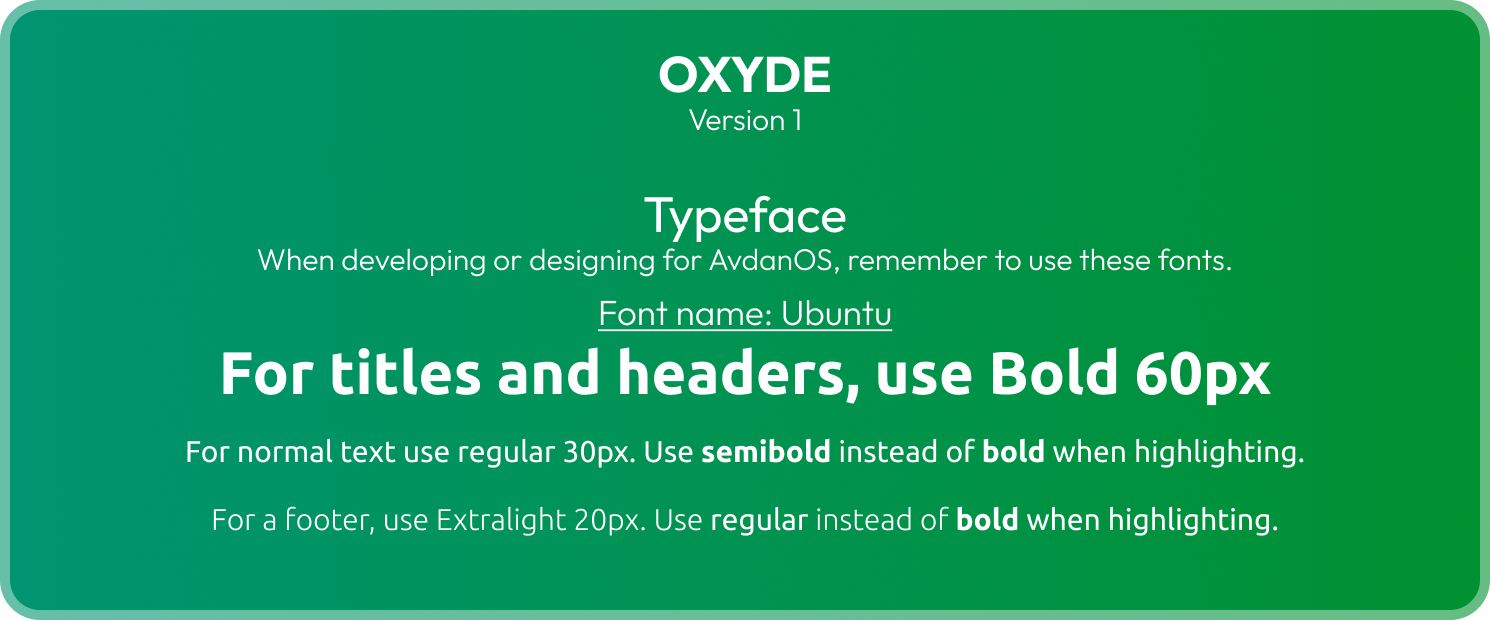 OXYDE
Version 1
Typeface
When developing or designing for AvdanOS, remember to use these fonts.
Font name: Ubuntu
For titles and headers, use Bold 60px
For normal text use regular 30px. Use semibold instead of bold when highlighting.
For a footer, use Extralight 20px. Use regular instead of bold when highlighting.